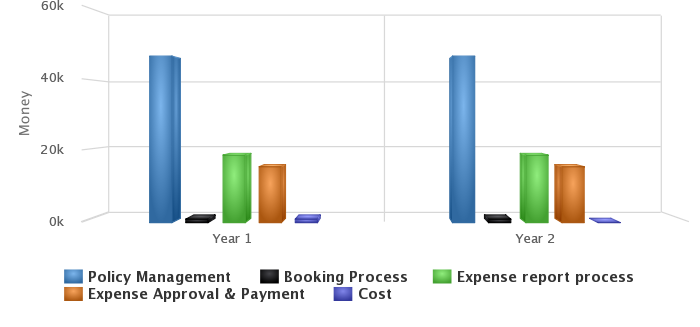 60k
40k
Money
20k
0k
Year 1 Year 2
Policy Management Booking Process Expense report process
Expense Approval & Payment Cost